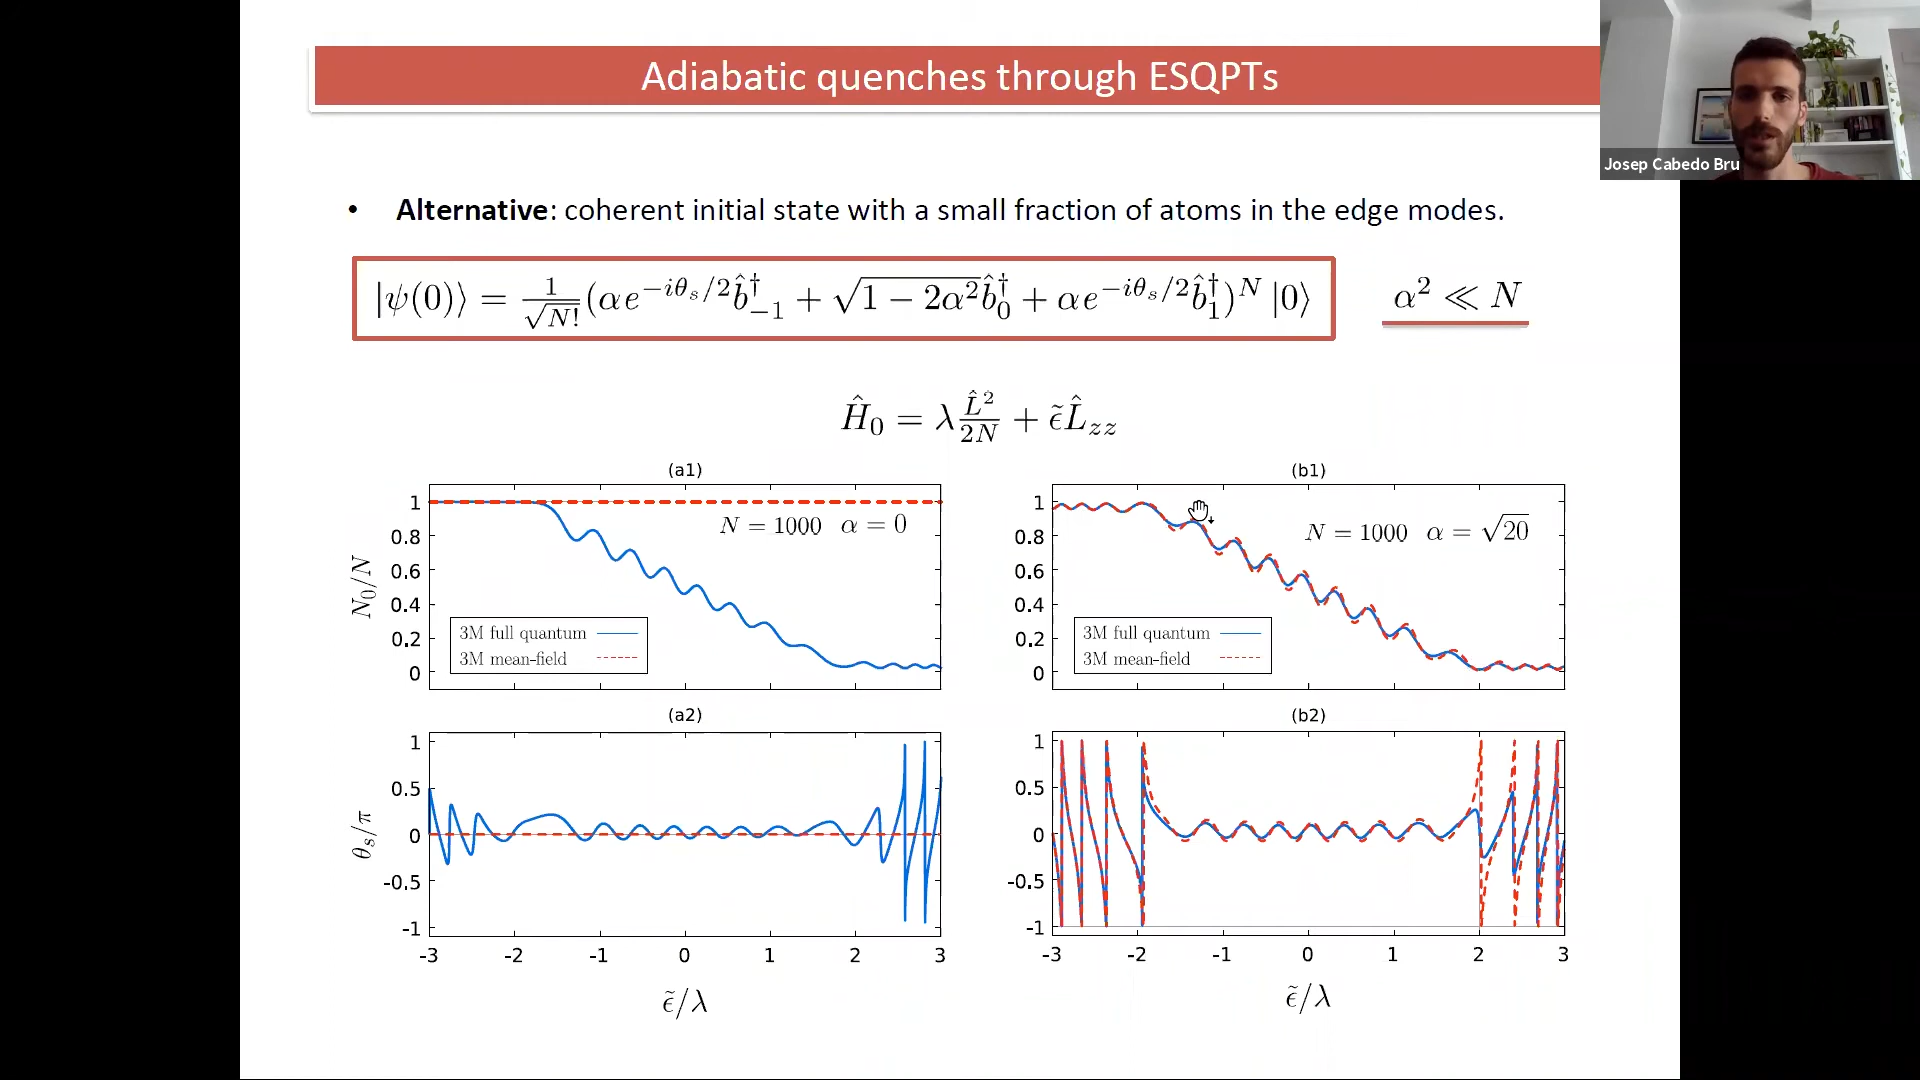 Adiabatic quenches through ESQPTs
Josep Cabedo Bru
• Alternative: coherent initial state with a small fraction of atoms in the edge modes.
|ψ(0)⟩ = 1/√N! (αe^{-iθ_s/2} b̂†_{-1} + √(1 − 2α²) b̂†_0 + αe^{-iθ_s/2} b̂†_1)^N |0⟩   α² ≪ N
Ĥ_0 = λ L̂²/2N + ε̃L̂_zz
(a1)
N_0/N
1
0.8
0.6
0.4
0.2
0
N = 1000 α = 0
3M full quantum
3M mean-field
(b1)
1
0.8
0.6
0.4
0.2
0
N = 1000 α = √20
3M full quantum
3M mean-field
(a2)
θ_s/π
1
0.5
0
-0.5
-1
-3 -2 -1 0 1 2 3
ε̃/λ
(b2)
1
0.5
0
-0.5
-1
-3 -2 -1 0 1 2 3
ε̃/λ